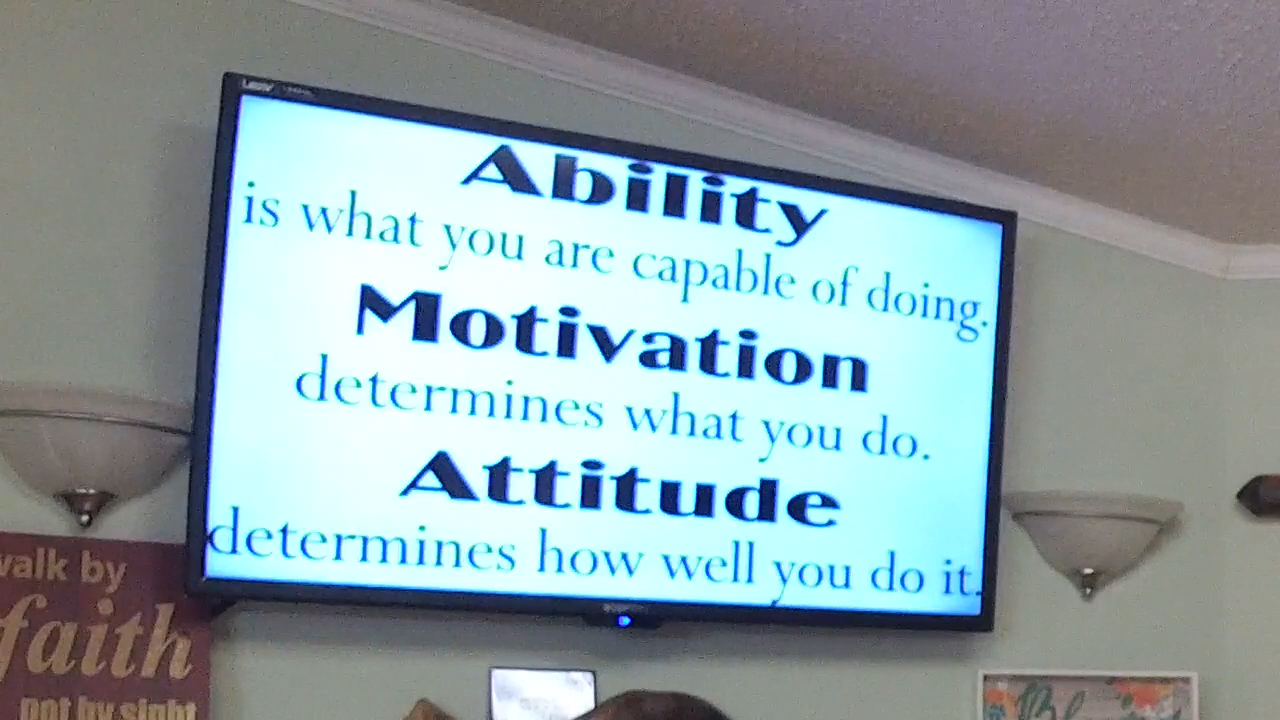 Ability
is what you are capable of doing.
Motivation
determines what you do.
Attitude
determines how well you do it.
walk by
faith
not by sight